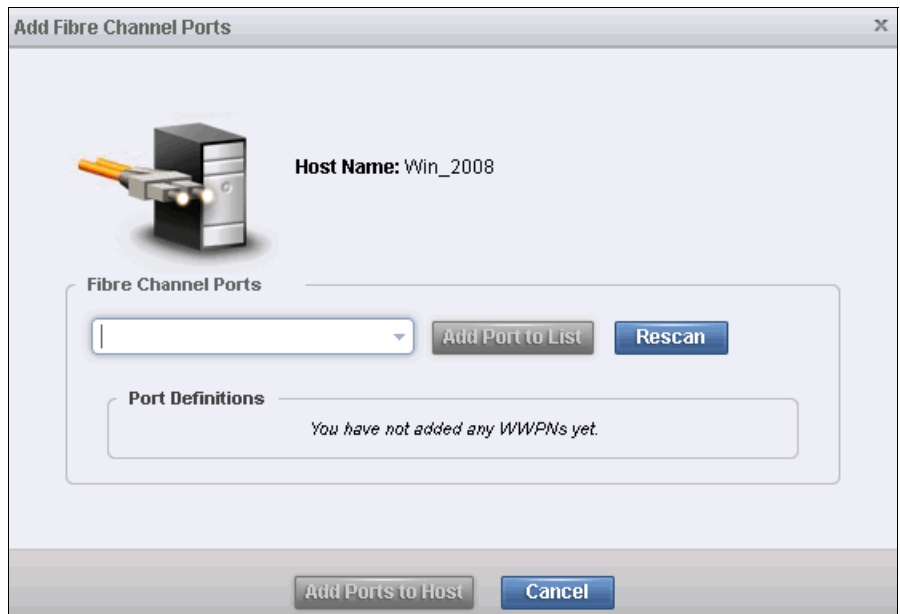 Add Fibre Channel Ports x
Host Name: Win_2008
Fibre Channel Ports
Add Port to List Rescan
Port Definitions
You have not added any WWPNs yet.
Add Ports to Host Cancel